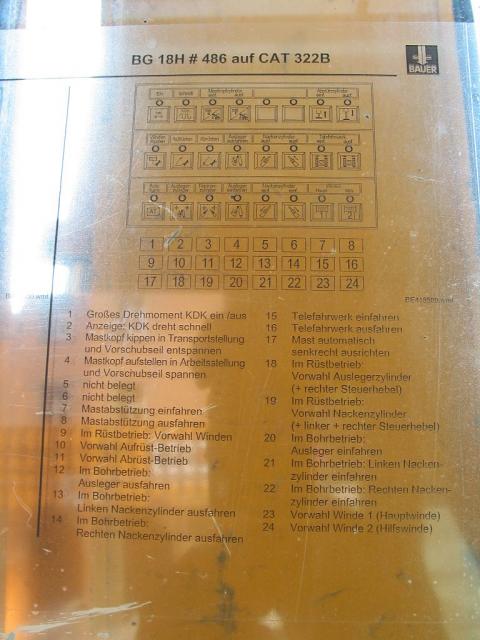 BG 18H # 486 auf CAT 322B
BAUER
1 2 3 4 5 6 7 8
9 10 11 12 13 14 15 16
17 18 19 20 21 22 23 24
1 Großes Drehmoment KDK ein /aus
2 Anzeige: KDK dreht schnell
3 Mastkopf kippen in Transportstellung
und Vorschubseil entspannen
4 Mastkopf aufstellen in Arbeitsstellung
und Vorschubseil spannen
5 nicht belegt
6 nicht belegt
7 Mastabstützung einfahren
8 Mastabstützung ausfahren
9 Im Rüstbetrieb: Vorwahl Winden
10 Vorwahl Aufrüst-Betrieb
11 Vorwahl Abrüst-Betrieb
12 Im Bohrbetrieb:
Ausleger ausfahren
13 Im Bohrbetrieb:
Linken Nackenzylinder ausfahren
14 Im Bohrbetrieb:
Rechten Nackenzylinder ausfahren
15 Telefahrwerk einfahren
16 Telefahrwerk ausfahren
17 Mast automatisch
senkrecht ausrichten
18 Im Rüstbetrieb:
Vorwahl Auslegerzylinder
(+ rechter Steuerhebel)
19 Im Rüstbetrieb:
Vorwahl Nackenzylinder
(+ linker + rechter Steuerhebel)
20 Im Bohrbetrieb:
Ausleger einfahren
21 Im Bohrbetrieb: Linken Nacken-
zylinder einfahren
22 Im Bohrbetrieb: Rechten Nacken-
zylinder einfahren
23 Vorwahl Winde 1 (Hauptwinde)
24 Vorwahl Winde 2 (Hilfswinde)